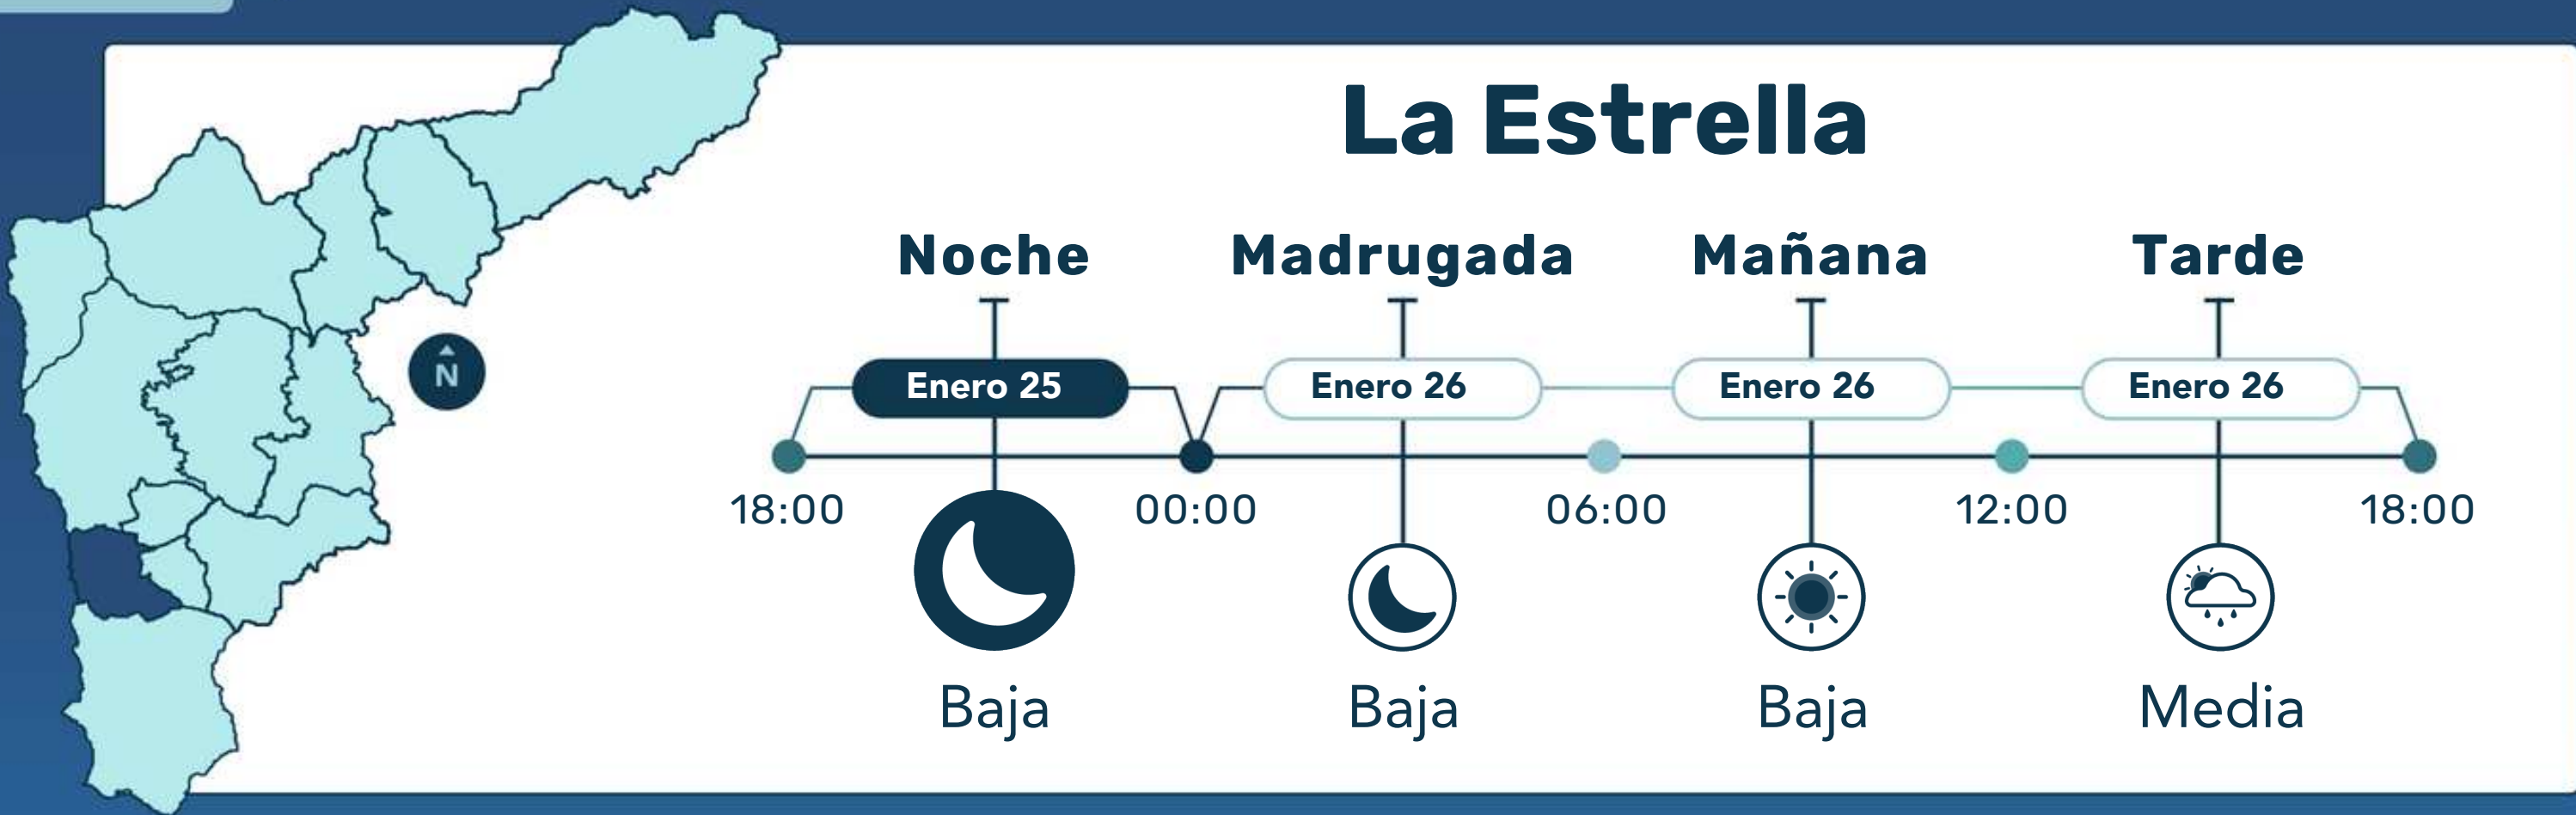 La Estrella
Noche Madrugada Mañana Tarde
Enero 25 Enero 26 Enero 26 Enero 26
N
18:00 00:00 06:00 12:00 18:00
Baja Baja Baja Media